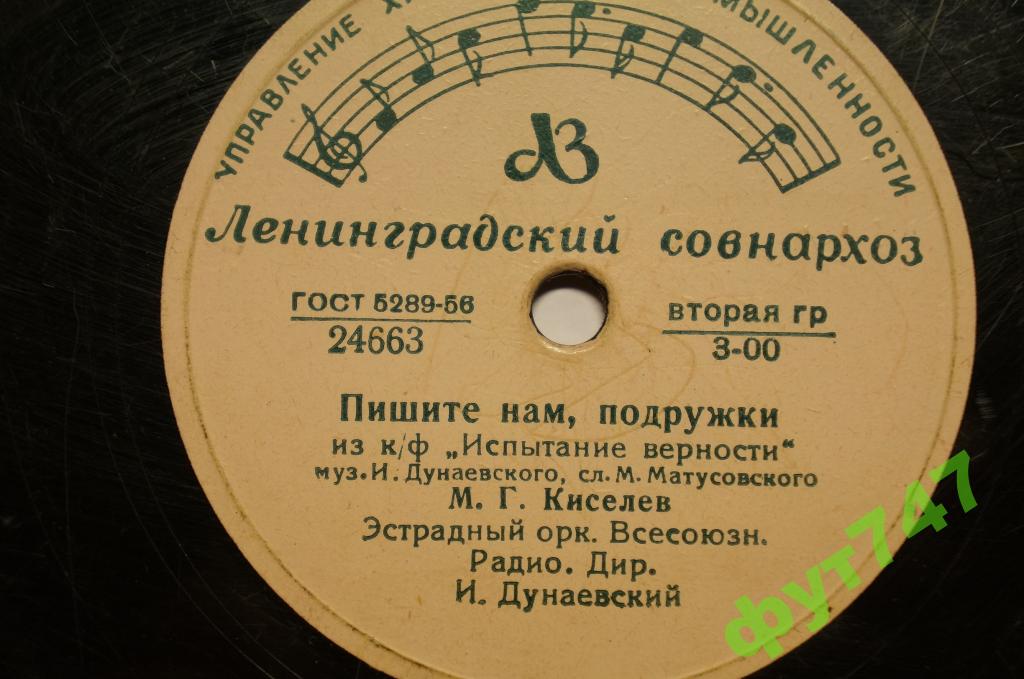 УПРАВЛЕНИЕ
ЛЗ
Ленинградский совнархоз
ГОСТ 5289-56
24663
вторая гр
3-00
Пишите нам, подружки
из к/ф „Испытание верности“
муз. И. Дунаевского, сл. М. Матусовского
М. Г. Киселев
Эстрадный орк. Всесоюзн.
Радио. Дир.
И. Дунаевский
фут747